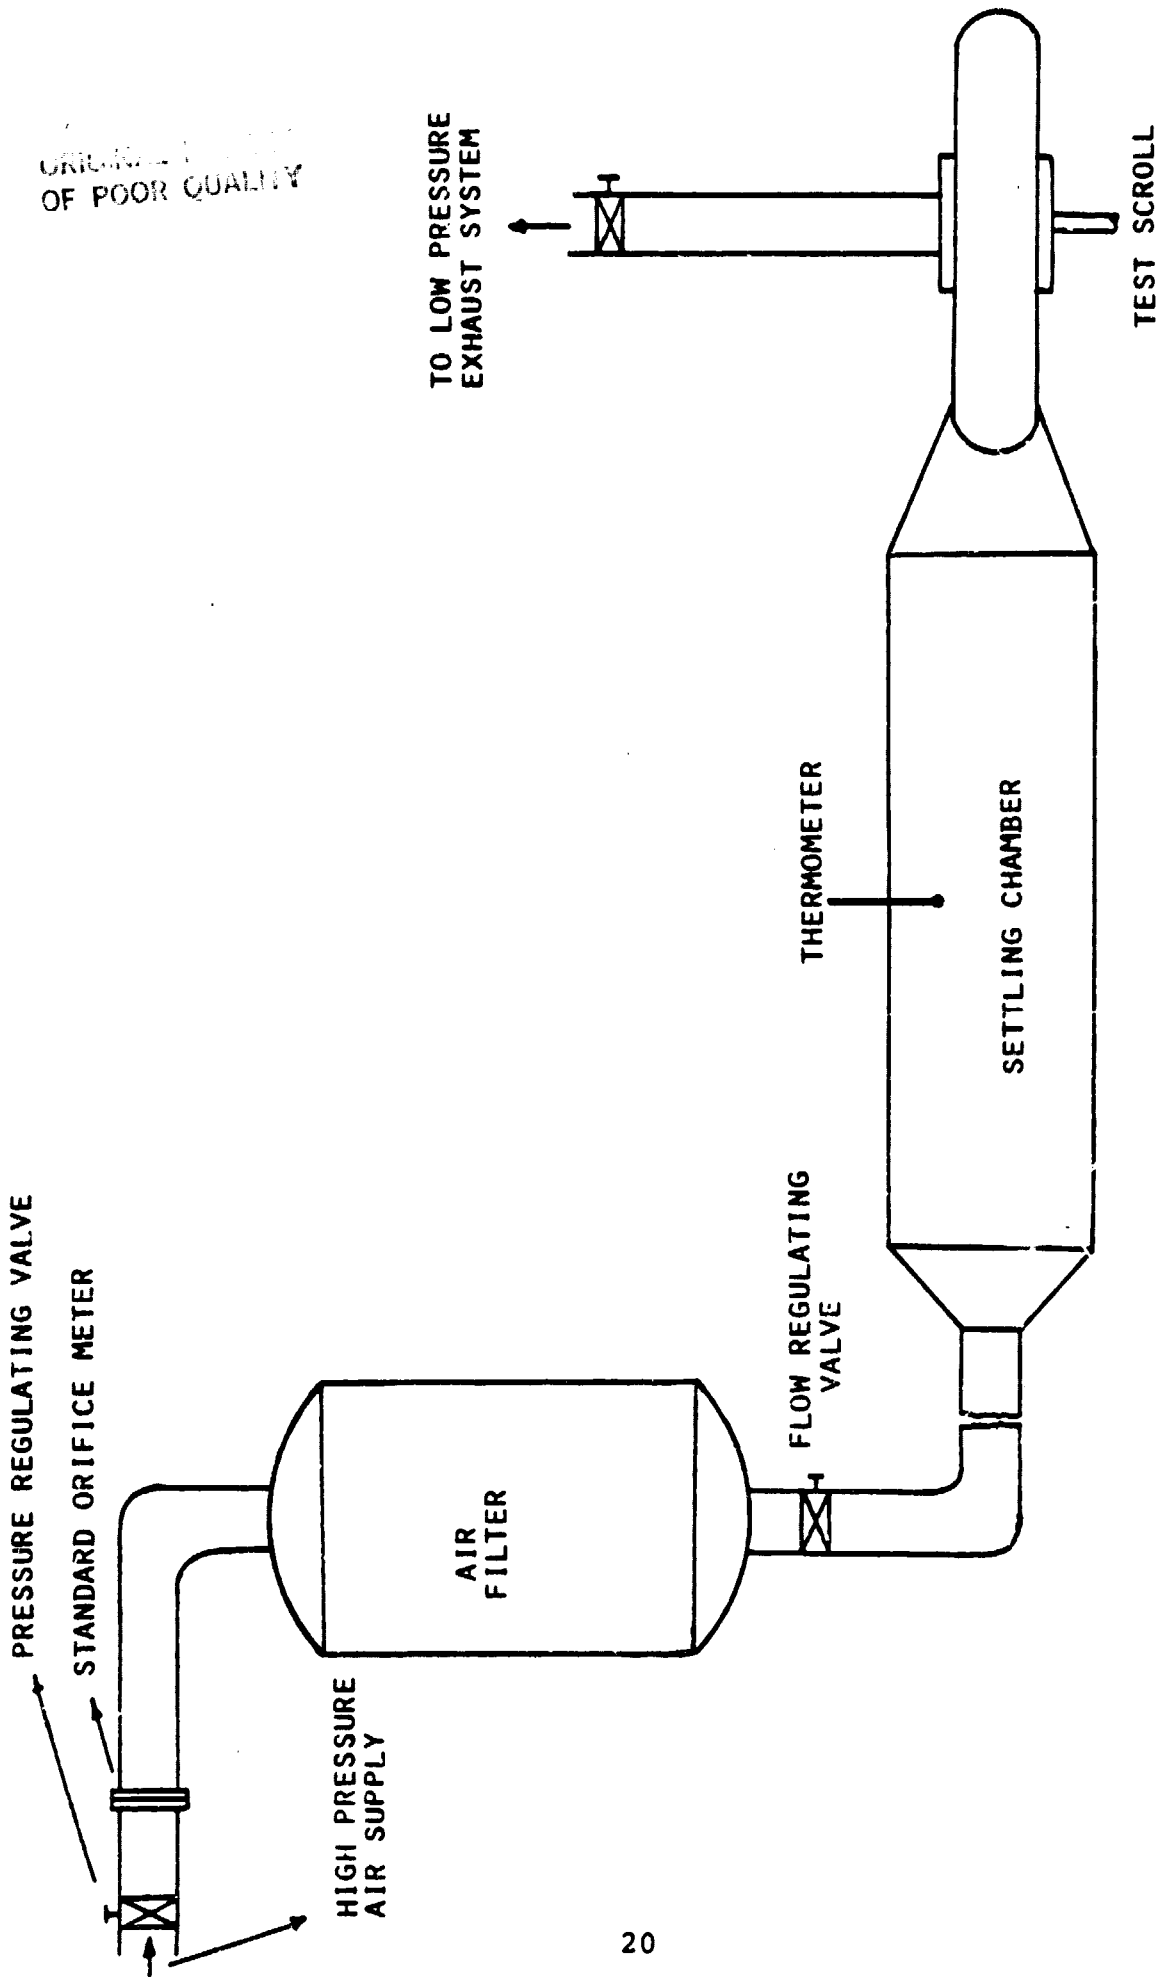 OF POOR QUALITY
TO LOW PRESSURE
EXHAUST SYSTEM
TEST SCROLL
THERMOMETER
SETTLING CHAMBER
PRESSURE REGULATING VALVE
STANDARD ORIFICE METER
FLOW REGULATING
VALVE
AIR
FILTER
HIGH PRESSURE
AIR SUPPLY
20